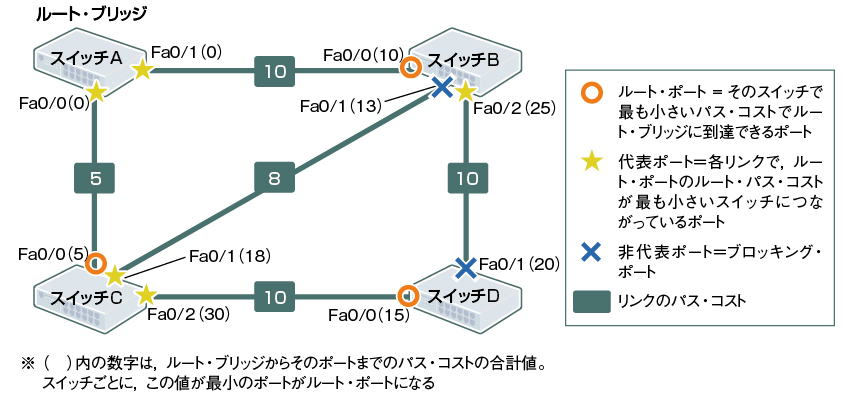 ルート・ブリッジ
スイッチA
Fa0/1(0)
10
Fa0/0(10)
スイッチB
Fa0/0(0)
Fa0/1(13)
Fa0/2(25)
5
8
10
Fa0/0(5)
Fa0/1(18)
スイッチC
Fa0/2(30)
10
Fa0/0(15)
スイッチD
Fa0/1(20)
ルート・ポート = そのスイッチで
最も小さいパス・コストでルー
ト・ブリッジに到達できるポート
代表ポート＝各リンクで，ルー
ト・ポートのルート・パス・コスト
が最も小さいスイッチにつな
がっているポート
非代表ポート＝ブロッキング・
ポート
リンクのパス・コスト
※（　）内の数字は，ルート・ブリッジからそのポートまでのパス・コストの合計値。
スイッチごとに，この値が最小のポートがルート・ポートになる